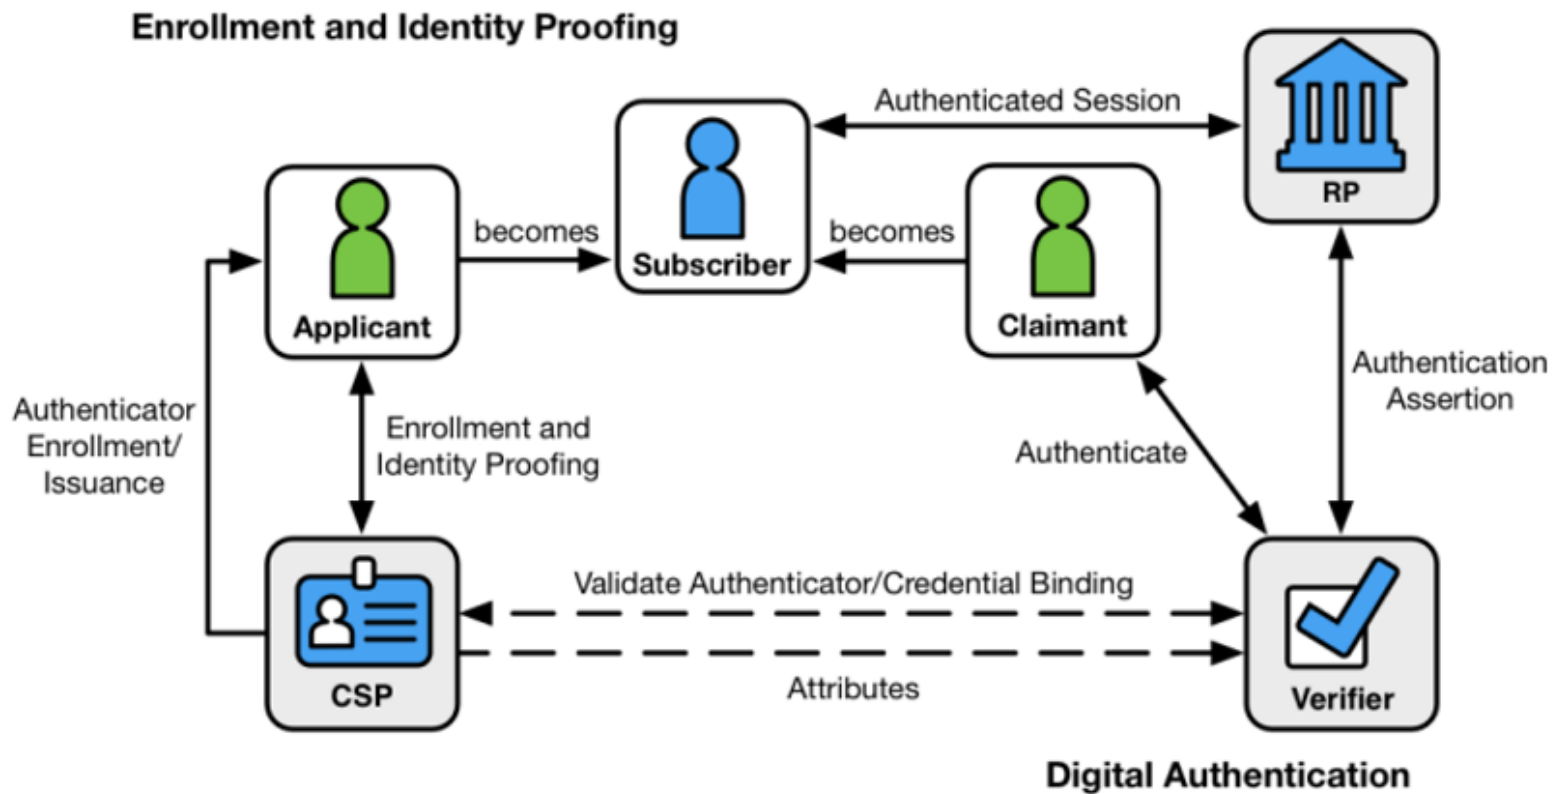 Enrollment and Identity Proofing
Authenticated Session
RP
becomes
Subscriber
becomes
Applicant
Claimant
Authenticator
Enrollment/
Issuance
Enrollment and
Identity Proofing
Authenticate
Authentication
Assertion
Validate Authenticator/Credential Binding
Attributes
CSP
Verifier
Digital Authentication